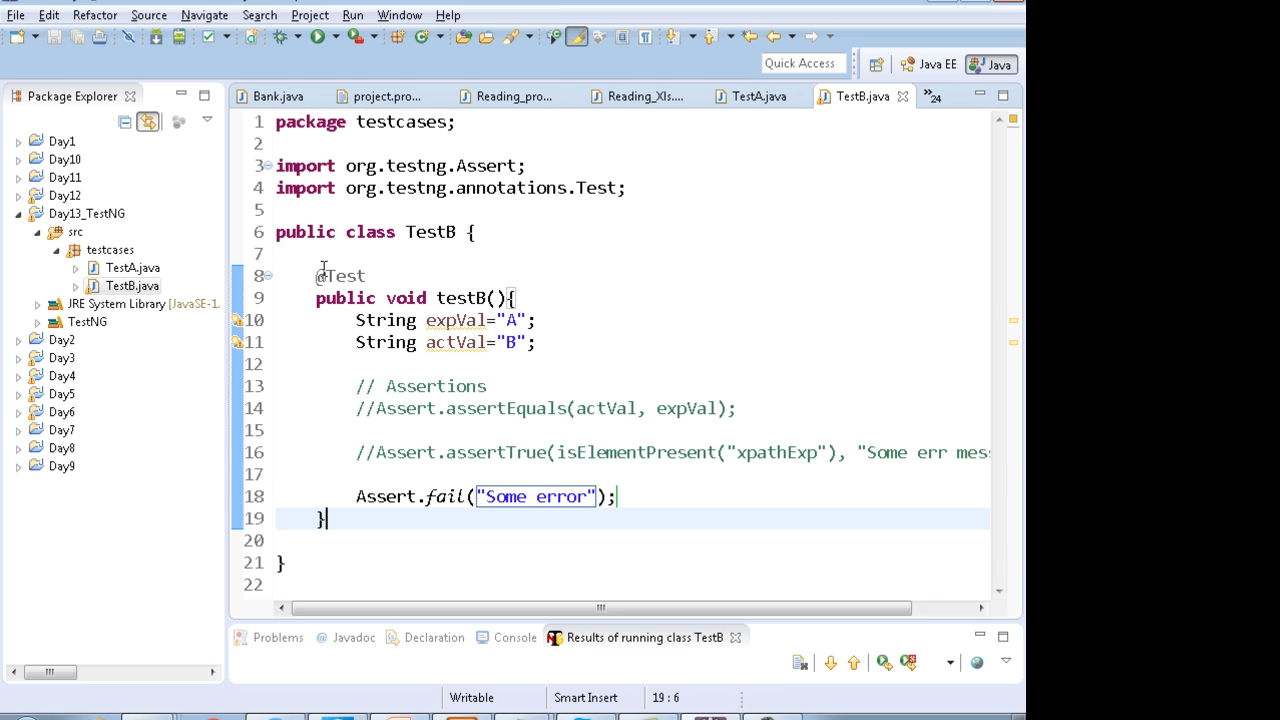 File Edit Refactor Source Navigate Search Project Run Window Help
Quick Access
Java EE
Java
Package Explorer
Day1
Day10
Day11
Day12
Day13_TestNG
src
testcases
TestA.java
TestB.java
JRE System Library [JavaSE-1.
TestNG
Day2
Day3
Day4
Day5
Day6
Day7
Day8
Day9
Bank.java project.pro... Reading_pro... Reading_Xls.... TestA.java TestB.java »24
1 package testcases;
2
3 import org.testng.Assert;
4 import org.testng.annotations.Test;
5
6 public class TestB {
7
8 @Test
9 public void testB(){
10 String expVal="A";
11 String actVal="B";
12
13 // Assertions
14 //Assert.assertEquals(actVal, expVal);
15
16 //Assert.assertTrue(isElementPresent("xpathExp"), "Some err mes
17
18 Assert.fail("Some error");
19 }
20
21 }
22
Problems @ Javadoc Declaration Console Results of running class TestB
Writable Smart Insert 19 : 6